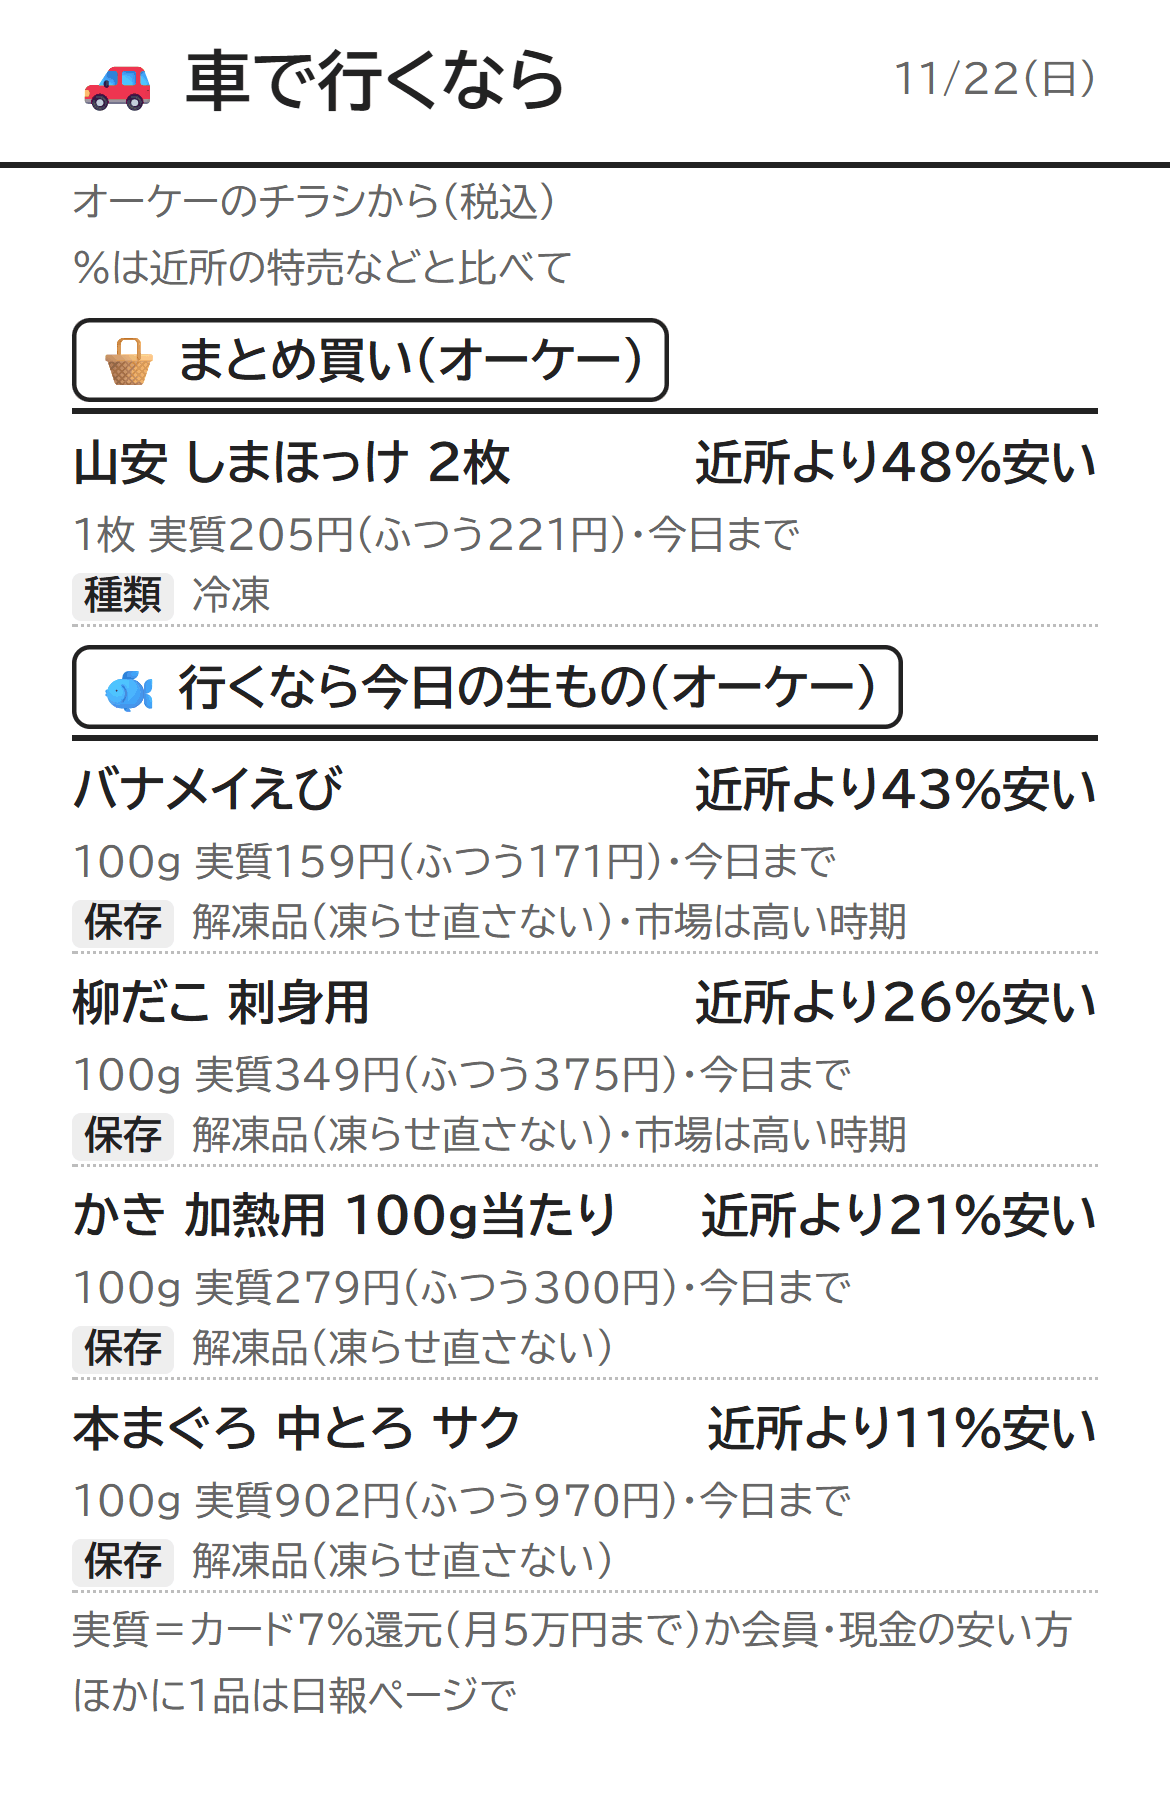 車で行くなら
11/22(日)
オーケーのチラシから(税込)
%は近所の特売などと比べて
まとめ買い(オーケー)
山安 しまほっけ 2枚 近所より48%安い
1枚 実質205円(ふつう221円)・今日まで
種類 冷凍
行くなら今日の生もの(オーケー)
バナメイえび 近所より43%安い
100g 実質159円(ふつう171円)・今日まで
保存 解凍品(凍らせ直さない)・市場は高い時期
柳だこ 刺身用 近所より26%安い
100g 実質349円(ふつう375円)・今日まで
保存 解凍品(凍らせ直さない)・市場は高い時期
かき 加熱用 100g当たり 近所より21%安い
100g 実質279円(ふつう300円)・今日まで
保存 解凍品(凍らせ直さない)
本まぐろ 中とろ サク 近所より11%安い
100g 実質902円(ふつう970円)・今日まで
保存 解凍品(凍らせ直さない)
実質=カード7%還元(月5万円まで)か会員・現金の安い方
ほかに1品は日報ページで